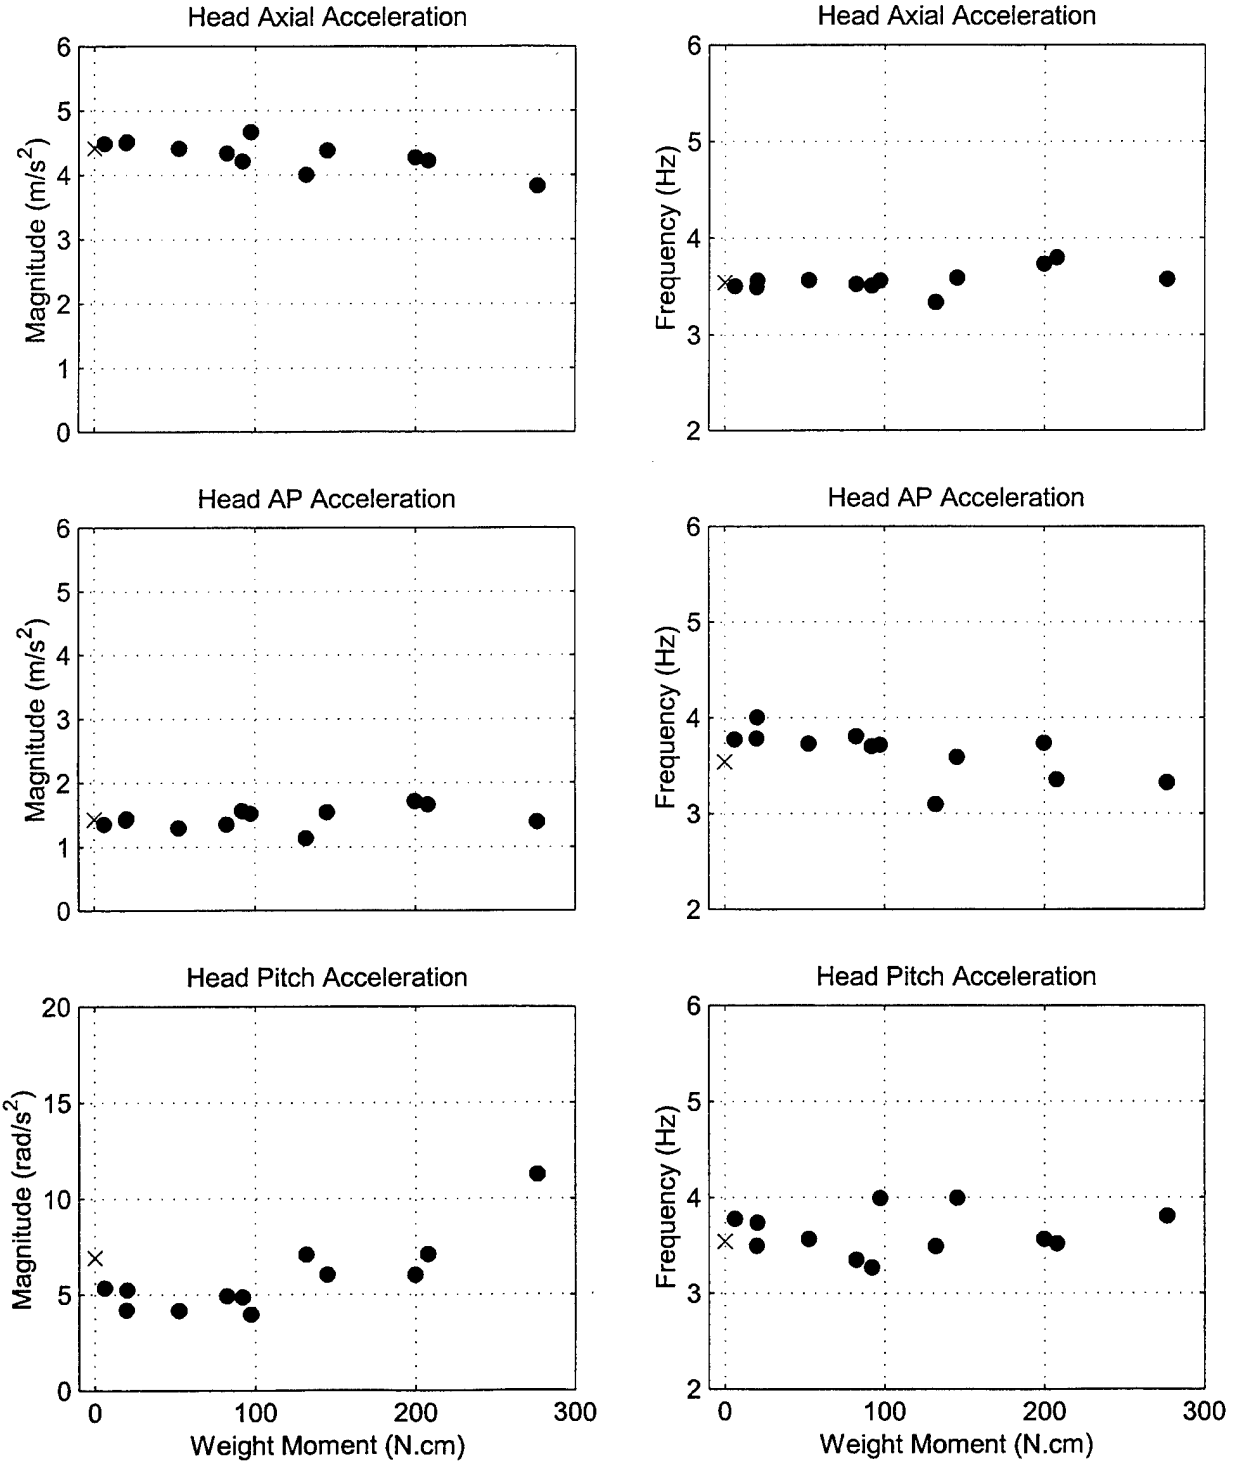 Head Axial Acceleration
6
5
4
3
2
1
0
Magnitude (m/s²)
Head Axial Acceleration
6
5
4
3
2
Frequency (Hz)
Head AP Acceleration
6
5
4
3
2
1
0
Magnitude (m/s²)
Head AP Acceleration
6
5
4
3
2
Frequency (Hz)
Head Pitch Acceleration
20
15
10
5
0
Magnitude (rad/s²)
0 100 200 300
Weight Moment (N.cm)
Head Pitch Acceleration
6
5
4
3
2
Frequency (Hz)
0 100 200 300
Weight Moment (N.cm)